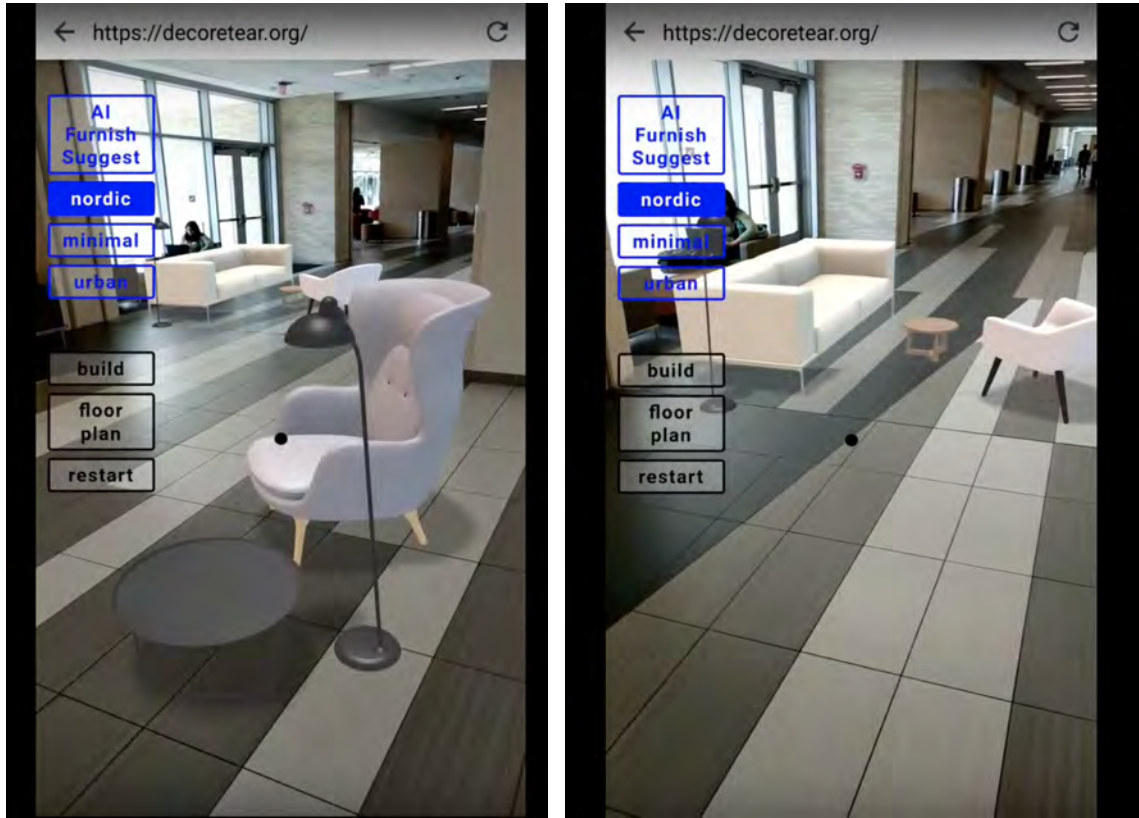 https://decoretear.org/
AI
Furnish
Suggest
nordic
minimal
urban
build
floor
plan
restart
https://decoretear.org/
AI
Furnish
Suggest
nordic
minimal
urban
build
floor
plan
restart